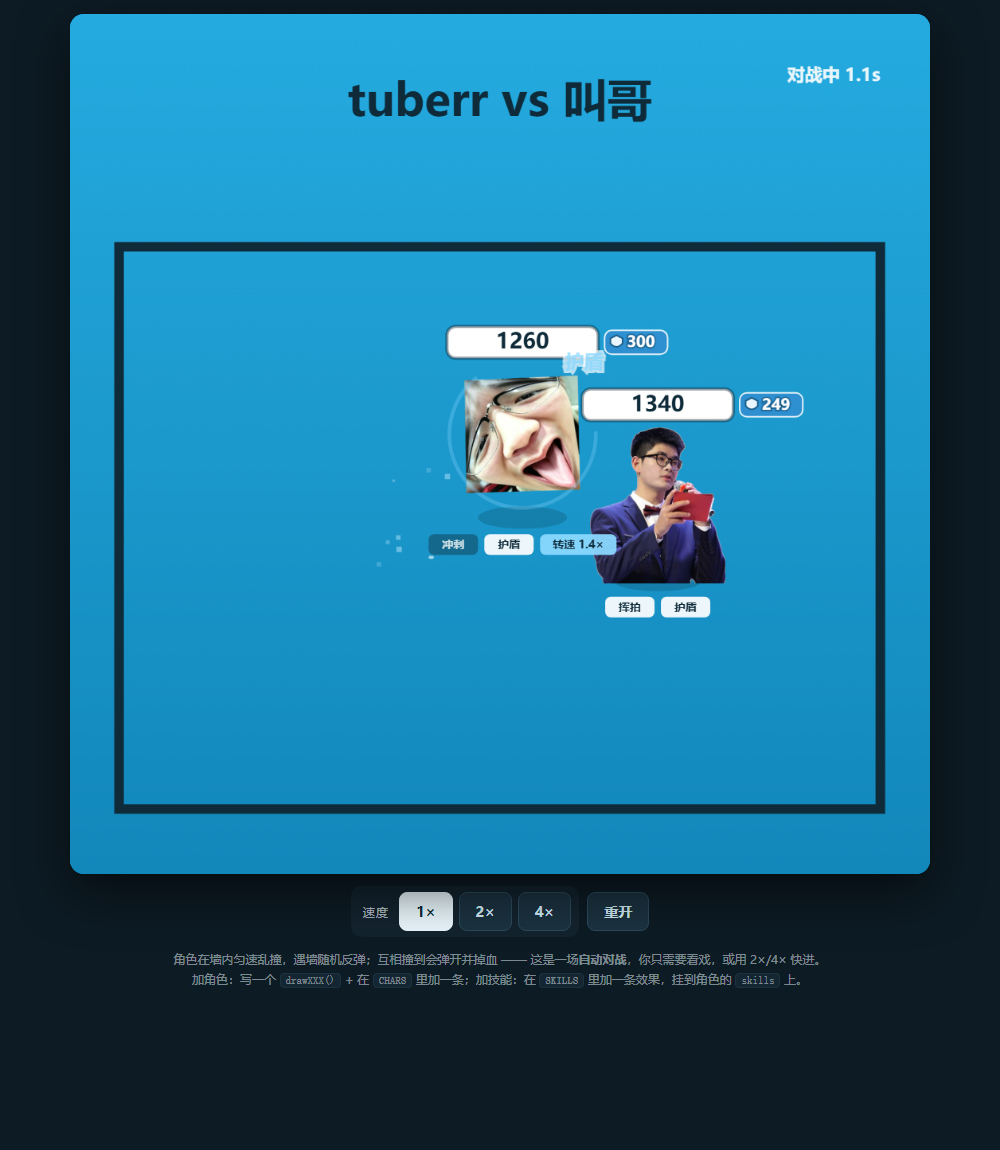 对战中 1.1s
tuberr vs 叫哥
1260
300
护盾
1340
249
冲刺
护盾
转速 1.4×
挥拍
护盾
速度
1×
2×
4×
重开
角色在墙内匀速乱撞，遇墙随机反弹；互相撞到会弹开并掉血 —— 这是一场自动对战，你只需要看戏，或用 2×/4× 快进。
加角色：写一个 drawXXX() + 在 CHARS 里加一条；加技能：在 SKILLS 里加一条效果，挂到角色的 skills 上。